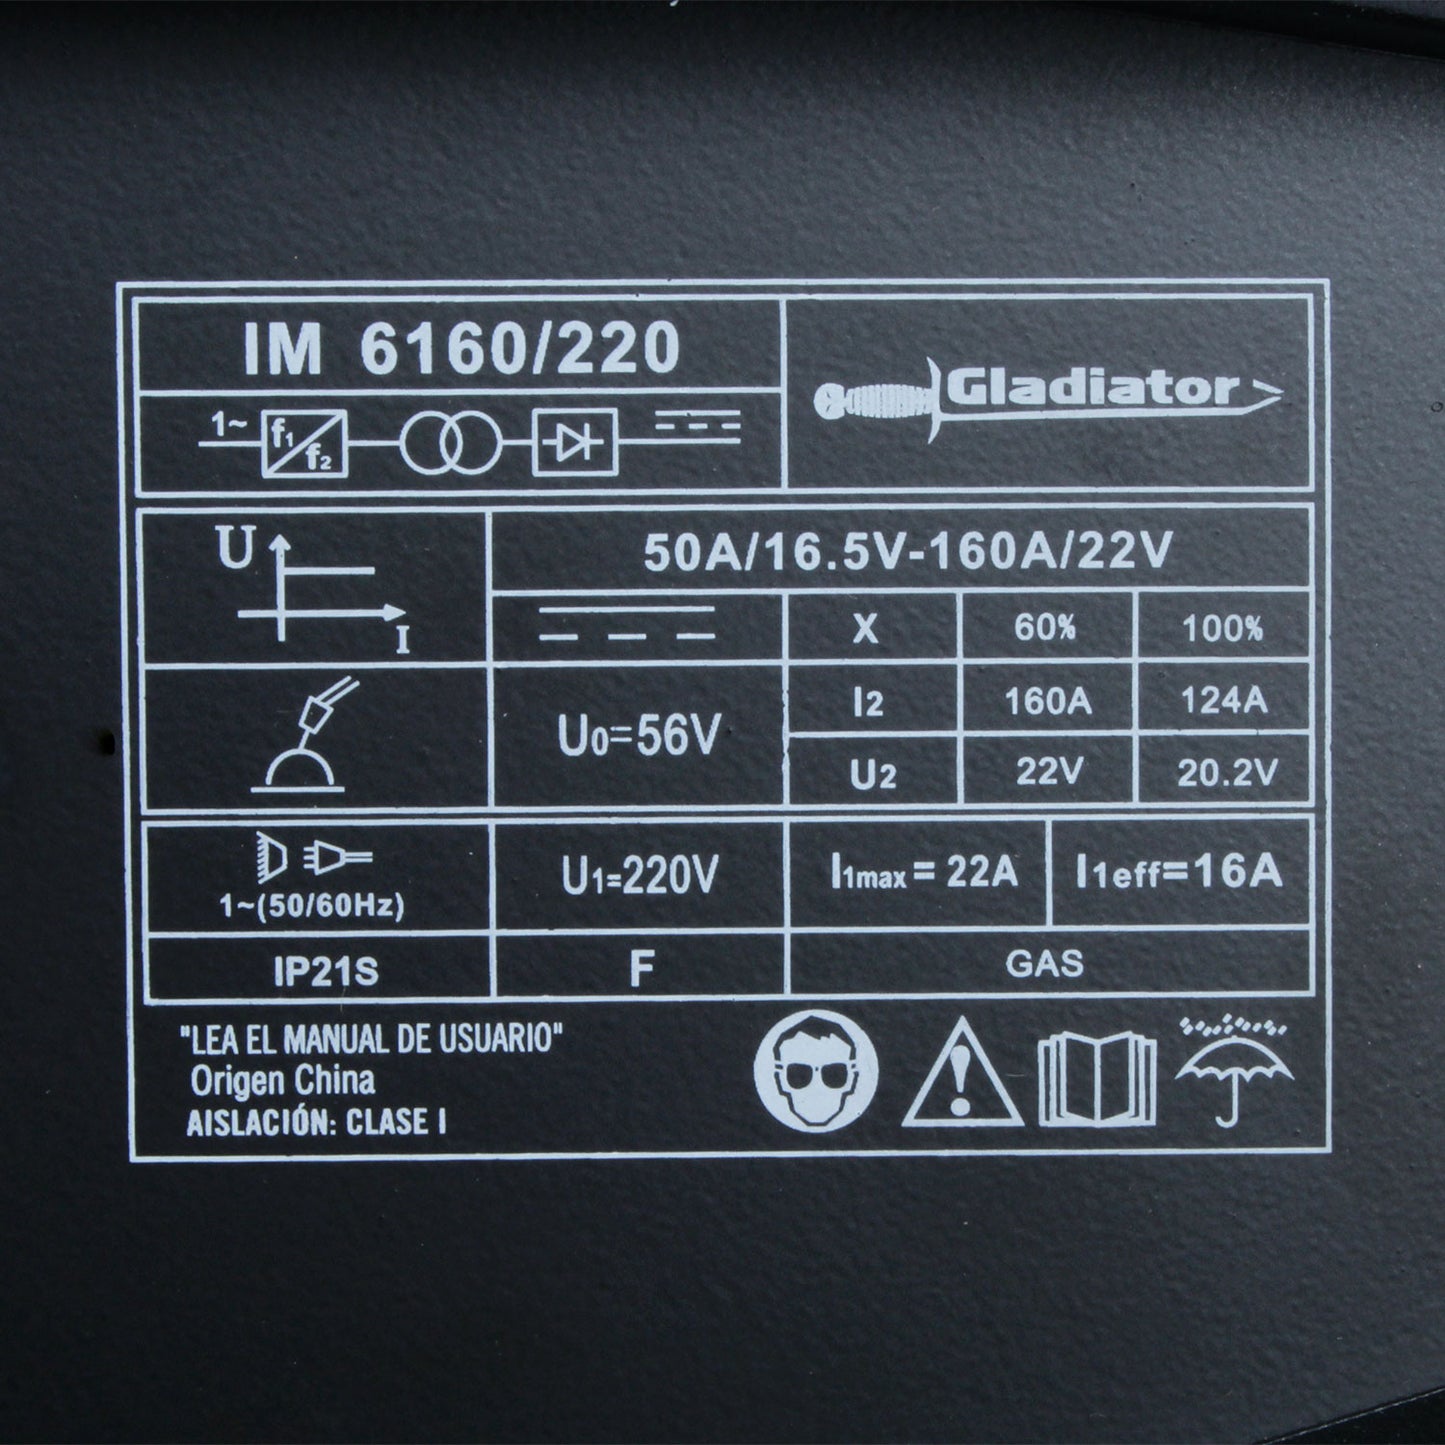 IM 6160/220
Gladiator
1~ f1/f2
U
I
50A/16.5V-160A/22V
X 60% 100%
I2 160A 124A
U0=56V
U2 22V 20.2V
1~(50/60Hz)
U1=220V
I1max= 22A
I1eff=16A
IP21S F GAS
"LEA EL MANUAL DE USUARIO"
Origen China
AISLACIÓN: CLASE I